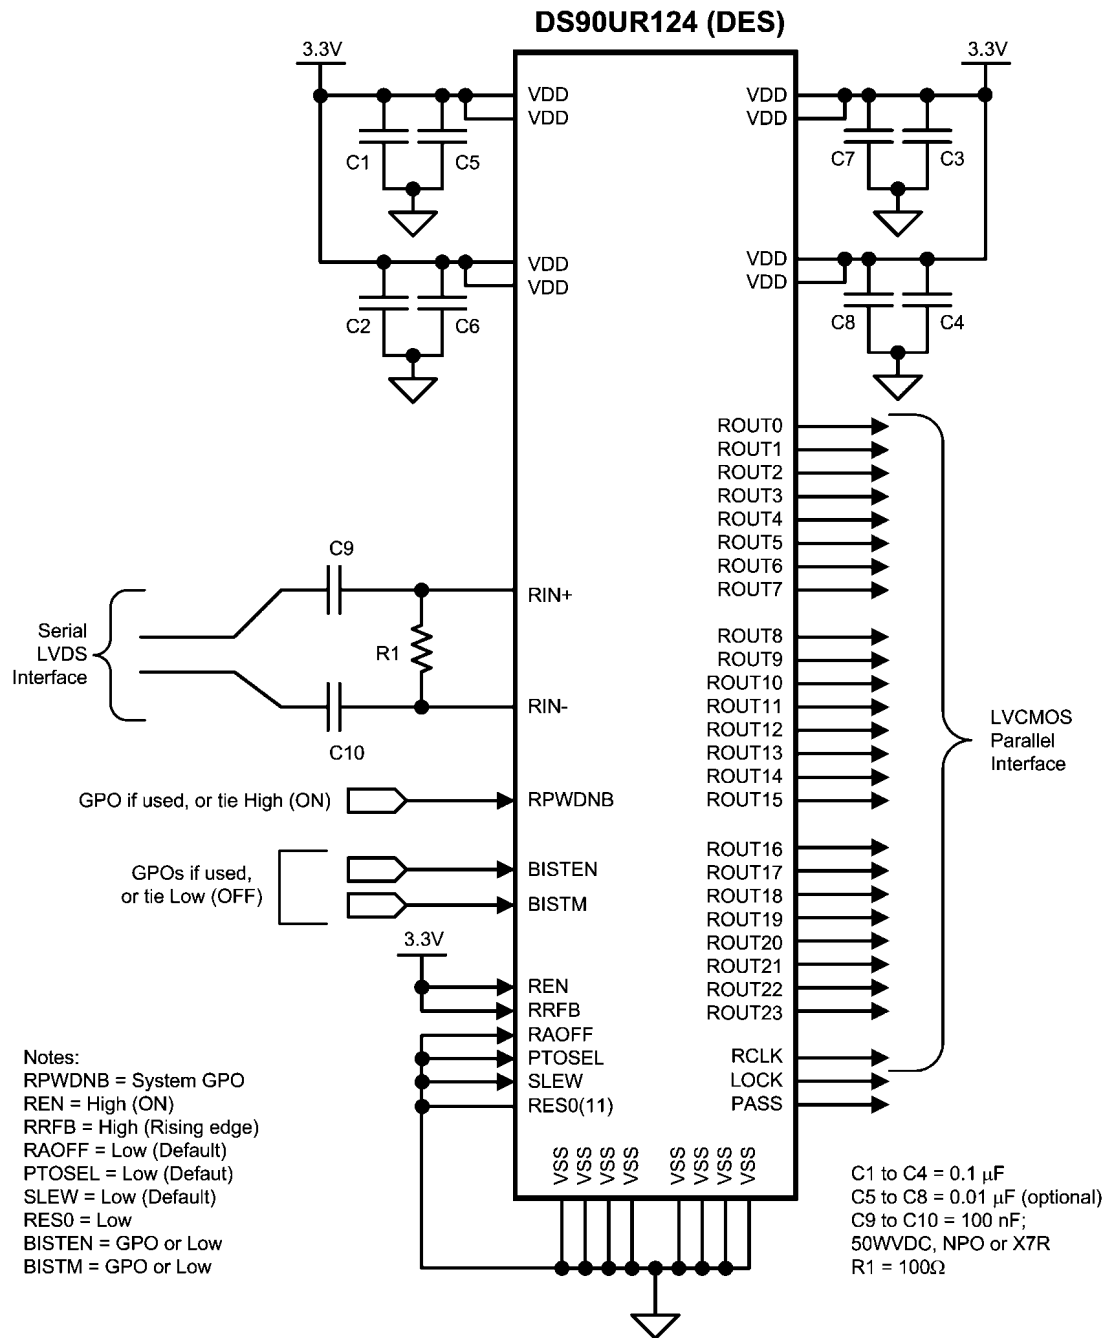 DS90UR124 (DES)
3.3V
3.3V
VDD
VDD
VDD
VDD
C1
C5
C7
C3
VDD
VDD
VDD
VDD
C2
C6
C8
C4
ROUT0
ROUT1
ROUT2
ROUT3
ROUT4
ROUT5
ROUT6
ROUT7
C9
RIN+
Serial
LVDS
Interface
R1
RIN-
C10
ROUT8
ROUT9
ROUT10
ROUT11
ROUT12
ROUT13
ROUT14
ROUT15
LVCMOS
Parallel
Interface
GPO if used, or tie High (ON)
RPWDNB
GPOs if used,
or tie Low (OFF)
BISTEN
BISTM
ROUT16
ROUT17
ROUT18
ROUT19
ROUT20
ROUT21
ROUT22
ROUT23
3.3V
REN
RRFB
RAOFF
PTOSEL
SLEW
RES0(11)
RCLK
LOCK
PASS
VSS
VSS
VSS
VSS
VSS
VSS
VSS
VSS
Notes:
RPWDNB = System GPO
REN = High (ON)
RRFB = High (Rising edge)
RAOFF = Low (Default)
PTOSEL = Low (Defaut)
SLEW = Low (Default)
RES0 = Low
BISTEN = GPO or Low
BISTM = GPO or Low
C1 to C4 = 0.1 μF
C5 to C8 = 0.01 μF (optional)
C9 to C10 = 100 nF;
50WVDC, NPO or X7R
R1 = 100Ω